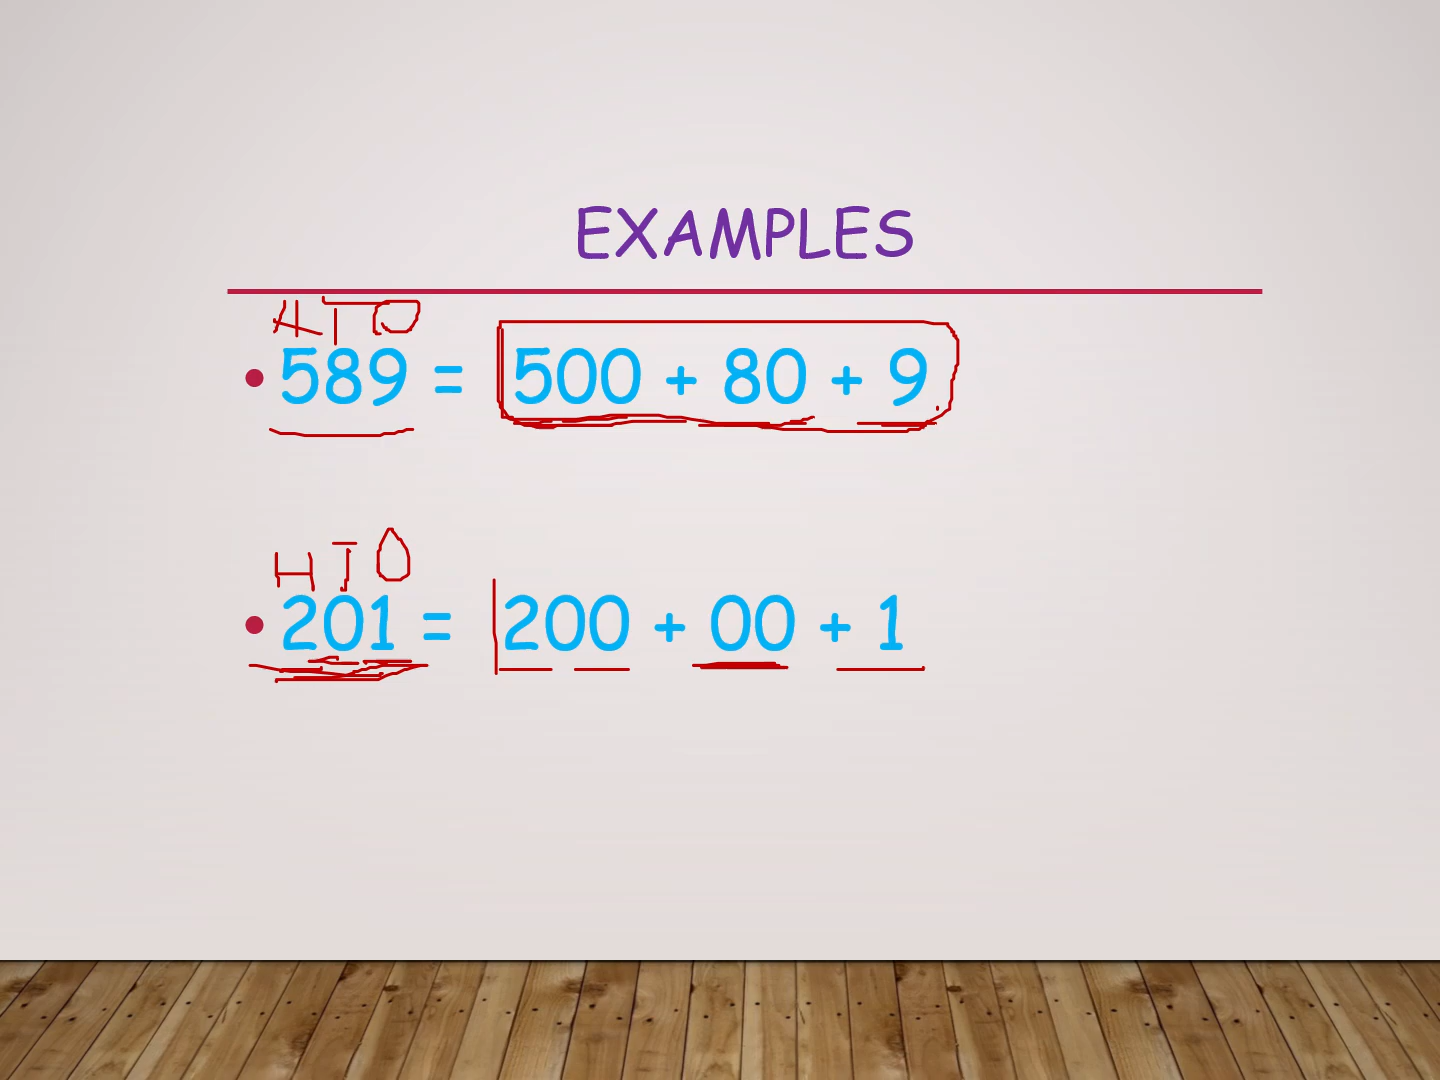 EXAMPLES
H T O
• 589 = 500 + 80 + 9
H T O
• 201 = 200 + 00 + 1